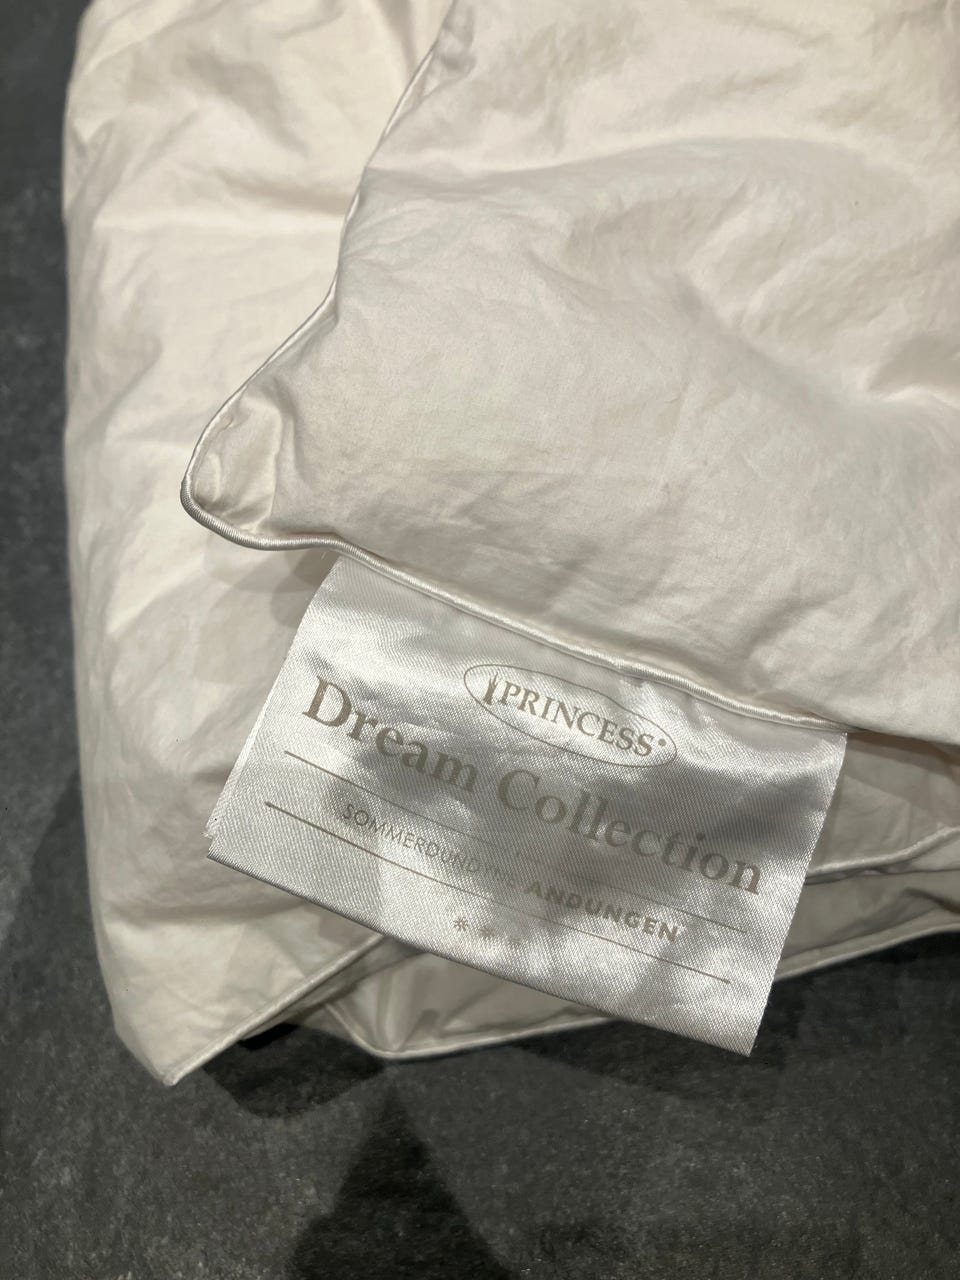 PRINCESS®
Dream Collection
SOMMERDUNDYNE ANDUNGEN
* * *